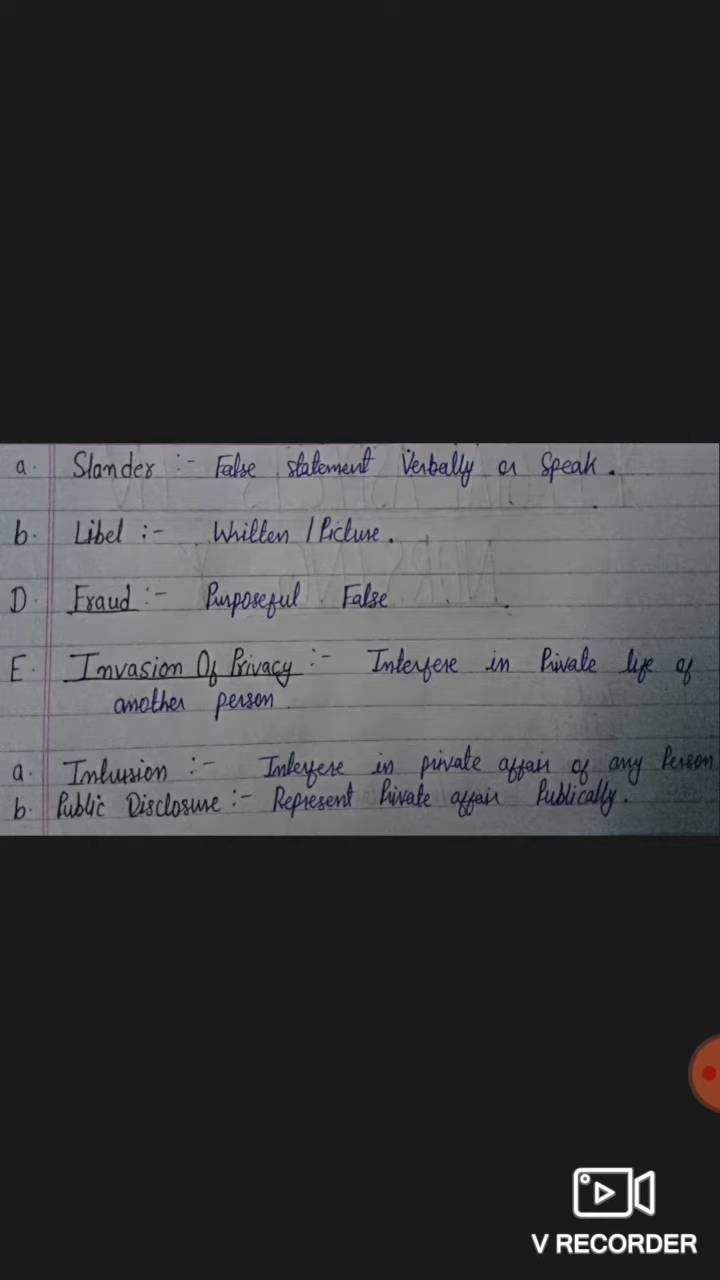 a. Slander :- False statement Verbally or Speak.
b. Libel :- Written / Picture.
D. Fraud :- Purposeful False
E. Invasion Of Privacy :- Interfere in Private life of
another person
a. Intrusion :- Interfere in private affair of any Person
b. Public Disclosure :- Represent Private affair Publically.
V RECORDER